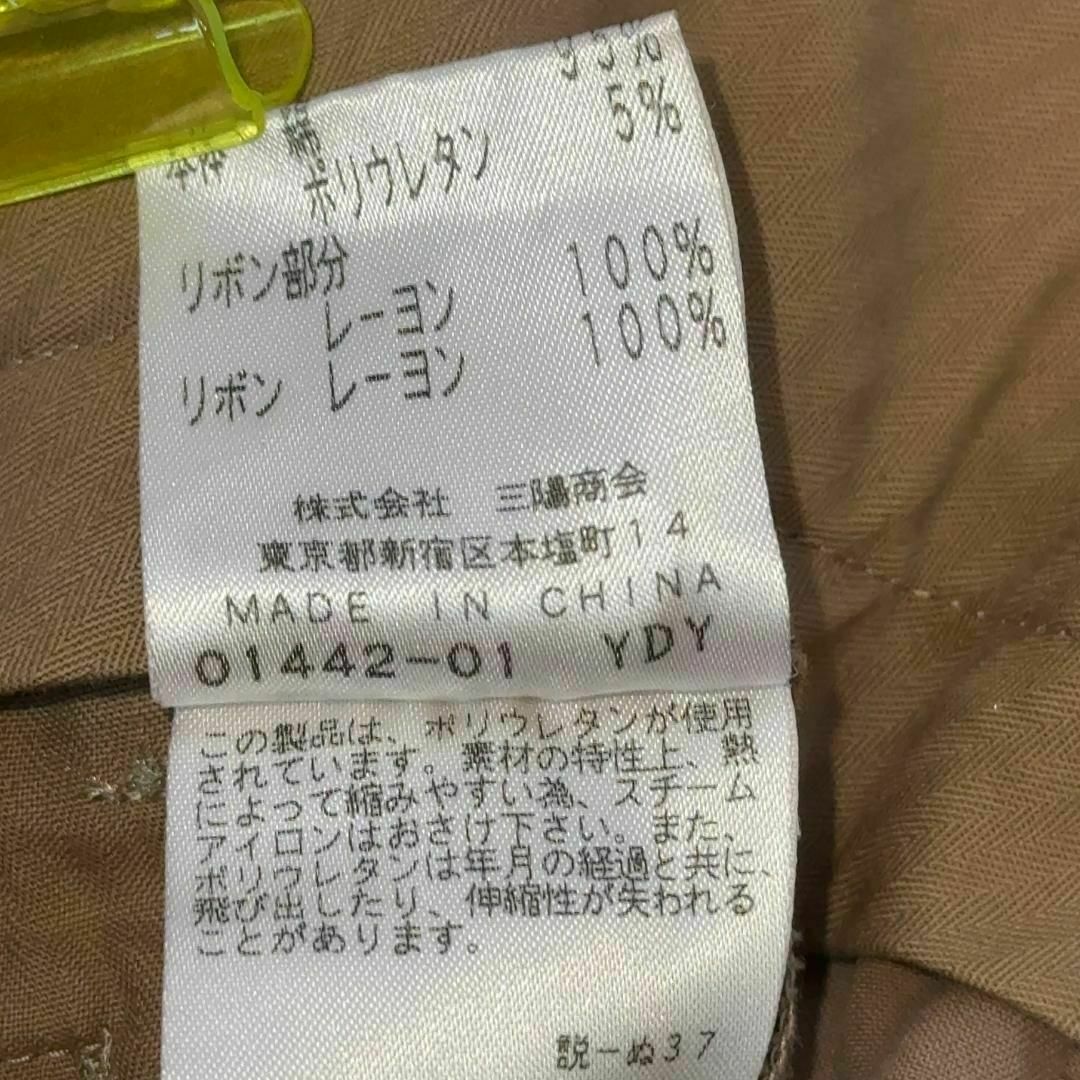 本体 綿 95%
ポリウレタン 5%
リボン部分
レーヨン 100%
リボン レーヨン 100%
株式会社 三陽商会
東京都新宿区本塩町14
MADE IN CHINA
01442-01 YDY
この製品は、ポリウレタンが使用
されています。素材の特性上、熱
によって縮みやすい為、スチーム
アイロンはおさけ下さい。また、
ポリウレタンは年月の経過と共に、
飛び出したり、伸縮性が失われる
ことがあります。
説-ぬ37